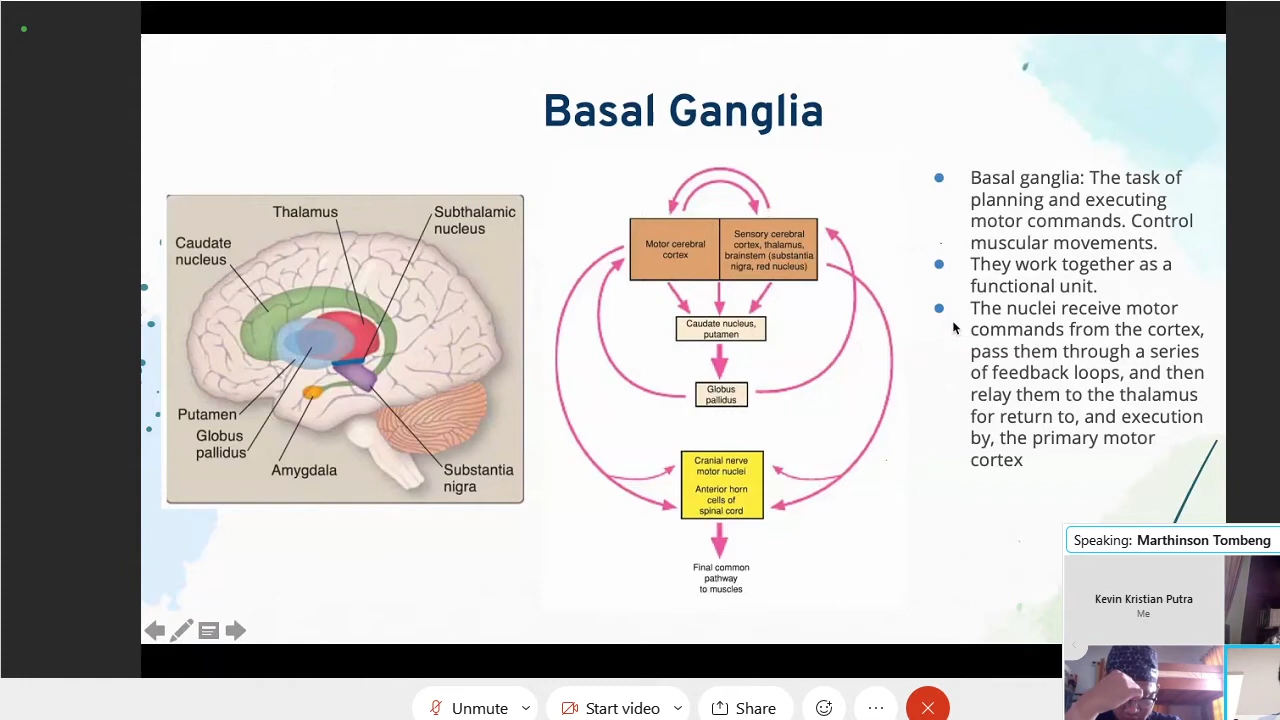 Basal Ganglia
Thalamus
Subthalamic
nucleus
Caudate
nucleus
Putamen
Globus
pallidus
Amygdala
Substantia
nigra
Motor cerebral
cortex
Sensory cerebral
cortex, thalamus,
brainstem (substantia
nigra, red nucleus)
Caudate nucleus,
putamen
Globus
pallidus
Cranial nerve
motor nuclei
Anterior horn
cells of
spinal cord
Final common
pathway
to muscles
Basal ganglia: The task of
planning and executing
motor commands. Control
muscular movements.
They work together as a
functional unit.
The nuclei receive motor
commands from the cortex,
pass them through a series
of feedback loops, and then
relay them to the thalamus
for return to, and execution
by, the primary motor
cortex
Speaking: Marthinson Tombeng
Kevin Kristian Putra
Me
Unmute
Start video
Share